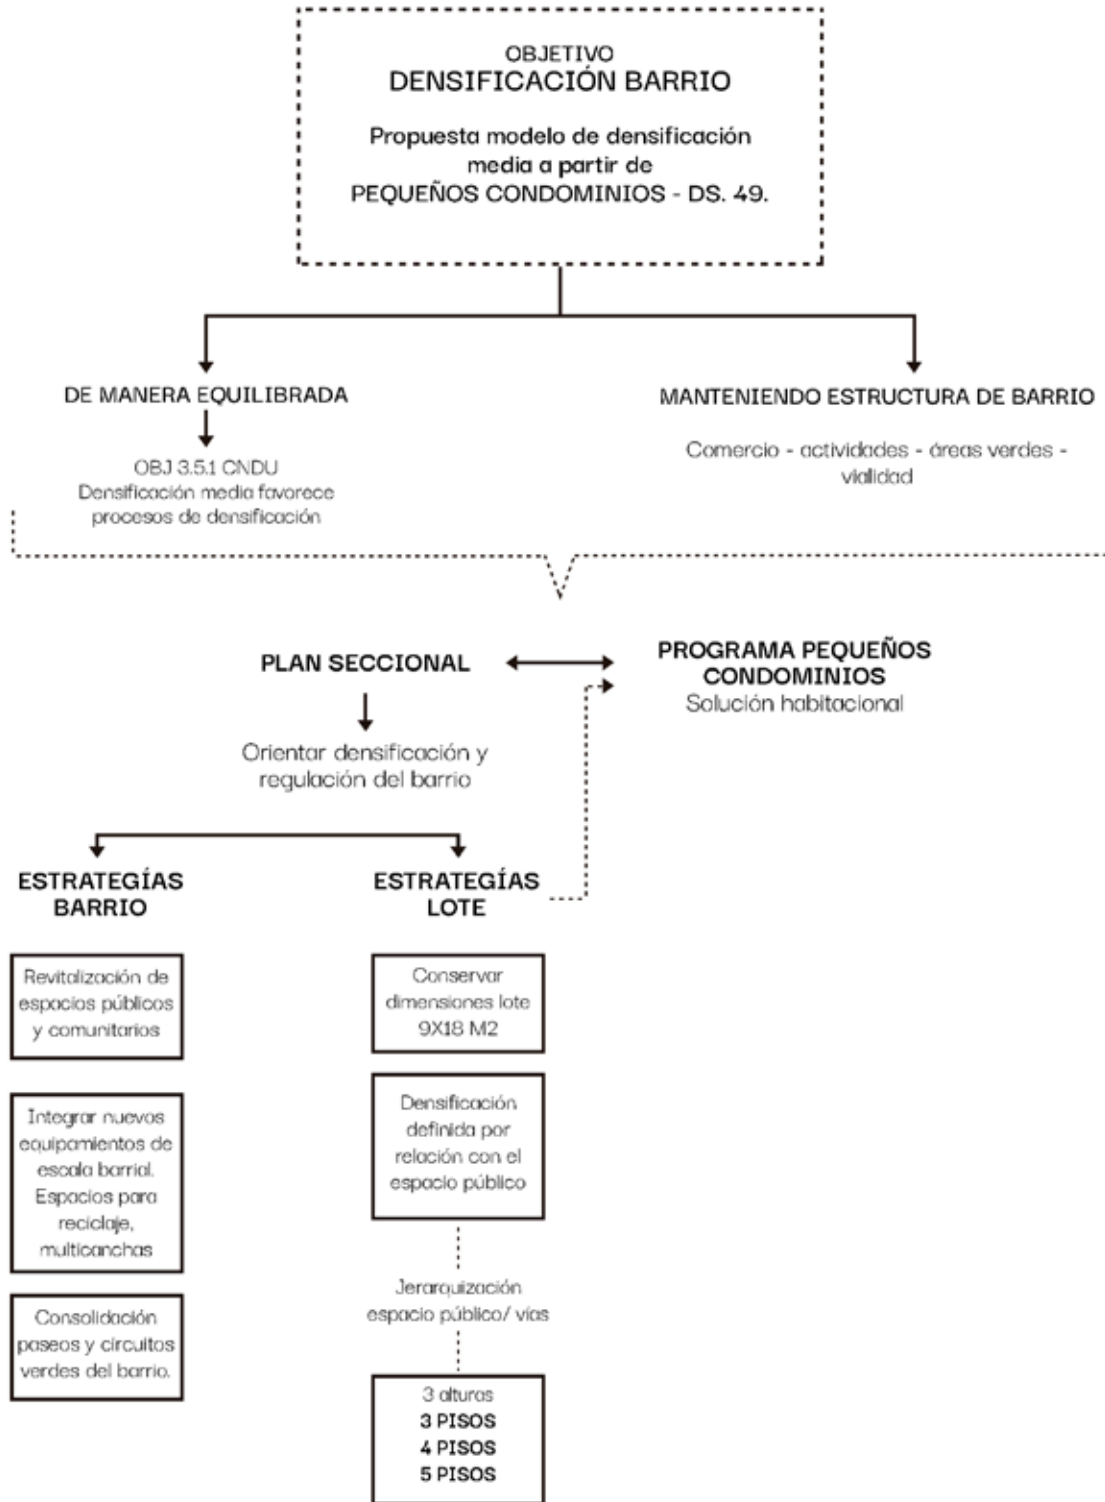 OBJETIVO
DENSIFICACIÓN BARRIO
Propuesta modelo de densificación
media a partir de
PEQUEÑOS CONDOMINIOS - DS. 49.
DE MANERA EQUILIBRADA
OBJ 3.5.1 CNDU
Densificación media favorece
procesos de densificación
MANTENIENDO ESTRUCTURA DE BARRIO
Comercio - actividades - áreas verdes -
vialidad
PLAN SECCIONAL
Orientar densificación y
regulación del barrio
PROGRAMA PEQUEÑOS
CONDOMINIOS
Solución habitacional
ESTRATEGÍAS
BARRIO
Revitalización de
espacios públicos
y comunitarios
Integrar nuevos
equipamientos de
escala barrial.
Espacios para
reciclaje,
multicanchas
Consolidación
paseos y circuitos
verdes del barrio.
ESTRATEGÍAS
LOTE
Conservar
dimensiones lote
9X18 M2
Densificación
definida por
relación con el
espacio público
Jerarquización
espacio público/ vías
3 alturas
3 PISOS
4 PISOS
5 PISOS